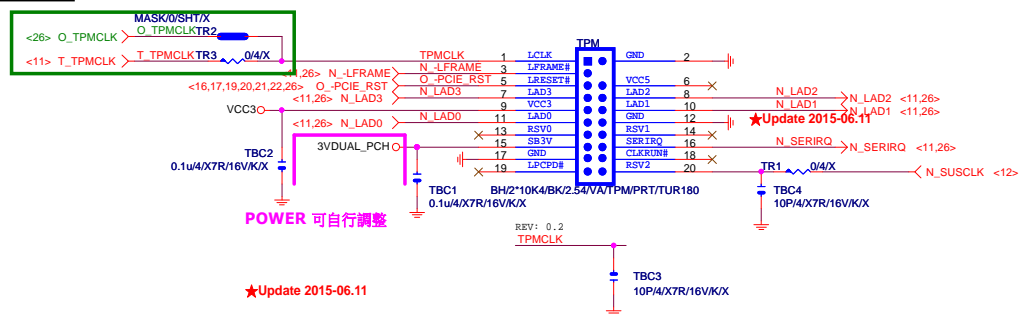 MASK/0/SHT/X
<26> O_TPMCLK O_TPMCLK TR2
<11> T_TPMCLK T_TPMCLK TR3 0/4/X
TPM
TPMCLK 1 LCLK GND 2
<11,26> N_-LFRAME N_-LFRAME 3 LFRAME#
<16,17,19,20,21,22,26> O_-PCIE_RST O_-PCIE_RST 5 LRESET# VCC5 6
<11,26> N_LAD3 N_LAD3 7 LAD3 LAD2 8 N_LAD2 N_LAD2 <11,26>
VCC3 9 VCC3 LAD1 10 N_LAD1 N_LAD1 <11,26>
<11,26> N_LAD0 N_LAD0 11 LAD0 GND 12 ★Update 2015-06.11
13 RSV0 RSV1 14
3VDUAL_PCH 15 SB3V SERIRQ 16 N_SERIRQ N_SERIRQ <11,26>
17 GND CLKRUN# 18
19 LPCPD# RSV2 20 TR1 0/4/X N_SUSCLK <12>
TBC2
0.1u/4/X7R/16V/K/X
BH/2*10K4/BK/2.54/VA/TPM/PRT/TUR180
TBC1
0.1u/4/X7R/16V/K/X
TBC4
10P/4/X7R/16V/K/X
POWER 可自行調整
REV: 0.2
TPMCLK
TBC3
10P/4/X7R/16V/K/X
★Update 2015-06.11